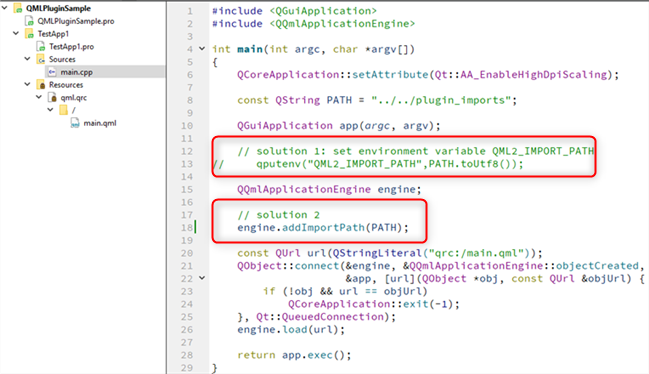 QMLPluginSample
QMLPluginSample.pro
TestApp1
TestApp1.pro
Sources
main.cpp
Resources
qml.qrc
/
main.qml
1 #include <QGuiApplication>
2 #include <QQmlApplicationEngine>
3
4 int main(int argc, char *argv[])
5 {
6 QCoreApplication::setAttribute(Qt::AA_EnableHighDpiScaling);
7
8 const QString PATH = "../../plugin_imports";
9
10 QGuiApplication app(argc, argv);
11
12 // solution 1: set environment variable QML2_IMPORT_PATH
13 // qputenv("QML2_IMPORT_PATH",PATH.toUtf8());
14
15 QQmlApplicationEngine engine;
16
17 // solution 2
18 engine.addImportPath(PATH);
19
20 const QUrl url(QStringLiteral("qrc:/main.qml"));
21 QObject::connect(&engine, &QQmlApplicationEngine::objectCreated,
22 &app, [url](QObject *obj, const QUrl &objUrl) {
23 if (!obj && url == objUrl)
24 QCoreApplication::exit(-1);
25 }, Qt::QueuedConnection);
26 engine.load(url);
27
28 return app.exec();
29 }